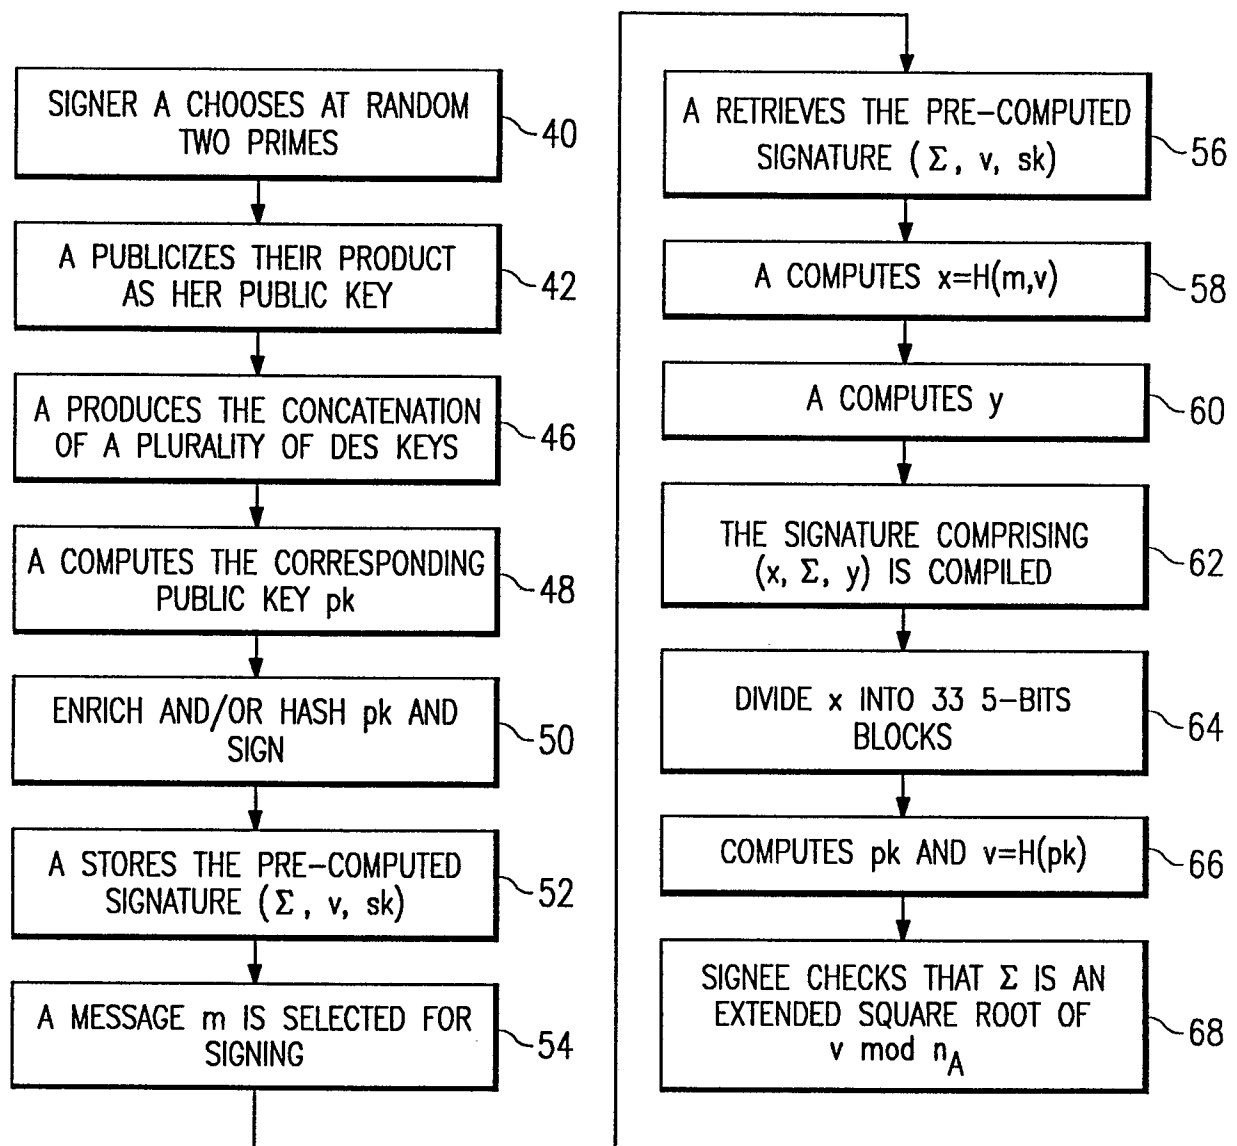 SIGNER A CHOOSES AT RANDOM
TWO PRIMES
40
A PUBLICIZES THEIR PRODUCT
AS HER PUBLIC KEY
42
A PRODUCES THE CONCATENATION
OF A PLURALITY OF DES KEYS
46
A COMPUTES THE CORRESPONDING
PUBLIC KEY pk
48
ENRICH AND/OR HASH pk AND
SIGN
50
A STORES THE PRE-COMPUTED
SIGNATURE (Σ, v, sk)
52
A MESSAGE m IS SELECTED FOR
SIGNING
54
A RETRIEVES THE PRE-COMPUTED
SIGNATURE (Σ, v, sk)
56
A COMPUTES x=H(m,v)
58
A COMPUTES y
60
THE SIGNATURE COMPRISING
(x, Σ, y) IS COMPILED
62
DIVIDE x INTO 33 5-BITS
BLOCKS
64
COMPUTES pk AND v=H(pk)
66
SIGNEE CHECKS THAT Σ IS AN
EXTENDED SQUARE ROOT OF
v mod n_A
68